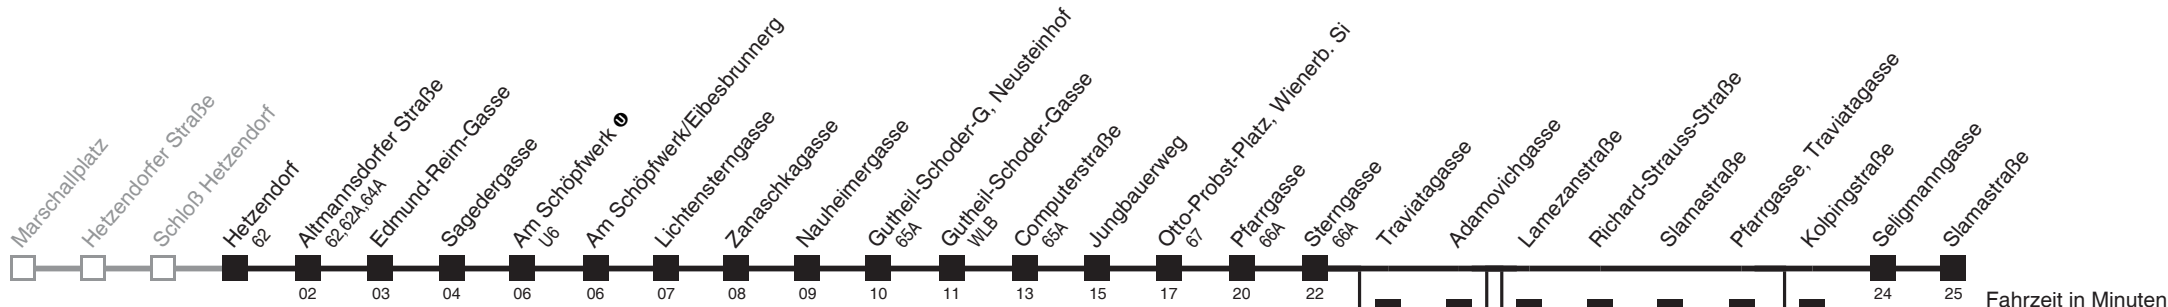 Marschallplatz
Hetzendorfer Straße
Schloß Hetzendorf
Hetzendorf
62
Altmannsdorfer Straße
62,62A,64A
Edmund-Reim-Gasse
Sagedergasse
Am Schöpfwerk U
U6
Am Schöpfwerk/Eibesbrunnerg
Lichtensterngasse
Zanaschkagasse
Nauheimergasse
Gutheil-Schoder-G, Neusteinhof
65A
Gutheil-Schoder-Gasse
WLB
Computerstraße
65A
Jungbauerweg
Otto-Probst-Platz, Wienerb. Si
67
Pfarrgasse
66A
Sterngasse
66A
Traviatagasse
Adamovichgasse
Lamezanstraße
Richard-Strauss-Straße
Slamastraße
Pfarrgasse, Traviatagasse
Kolpingstraße
Seligmanngasse
Slamastraße
02 03 04 06 06 07 08 09 10 11 13 15 17 20 22 24 25 Fahrzeit in Minuten